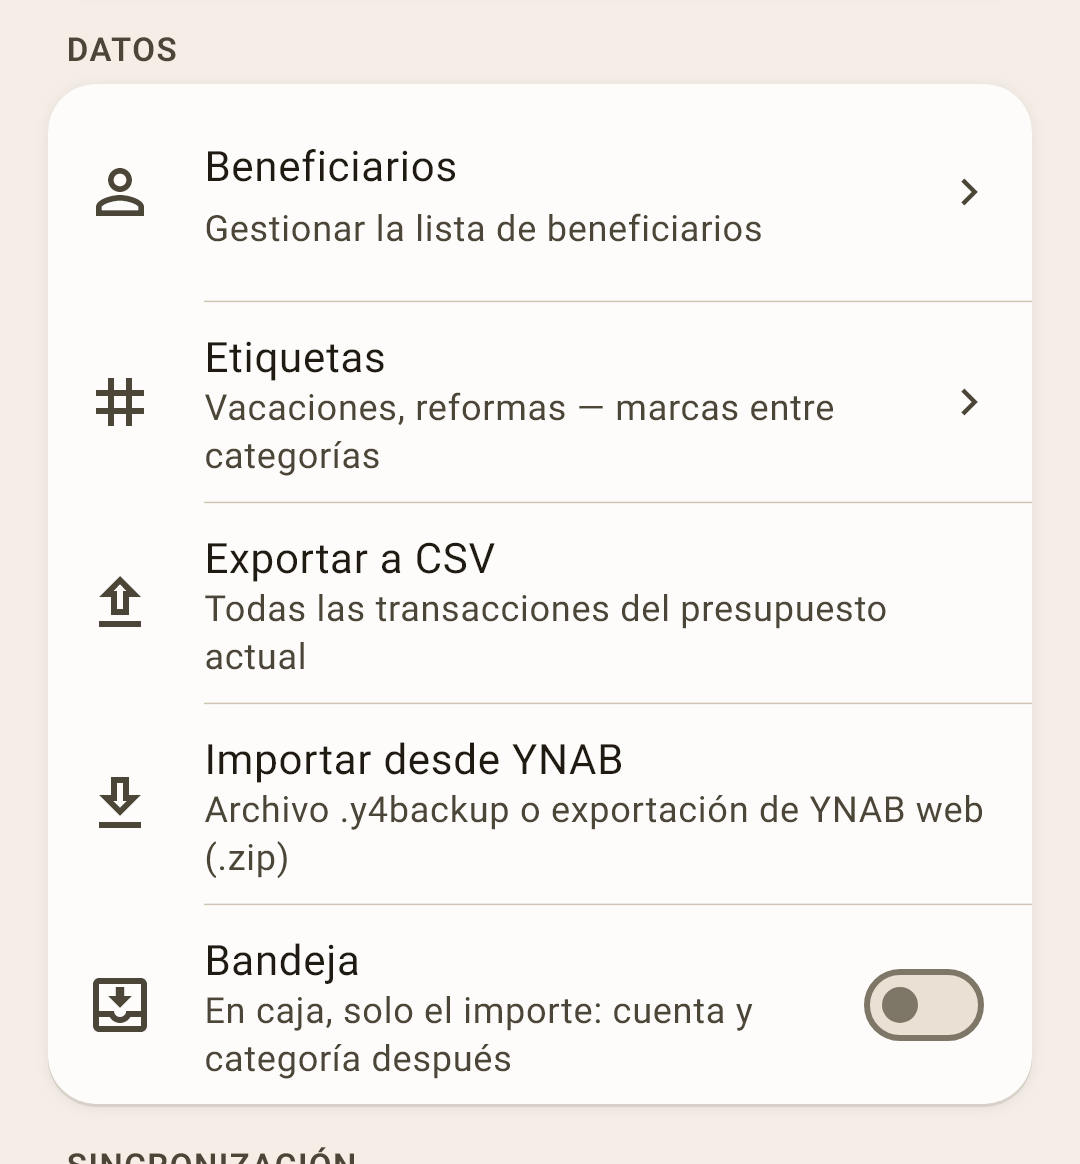 DATOS
Beneficiarios
Gestionar la lista de beneficiarios
Etiquetas
Vacaciones, reformas — marcas entre
categorías
Exportar a CSV
Todas las transacciones del presupuesto
actual
Importar desde YNAB
Archivo .y4backup o exportación de YNAB web
(.zip)
Bandeja
En caja, solo el importe: cuenta y
categoría después
SINCRONIZACIÓN